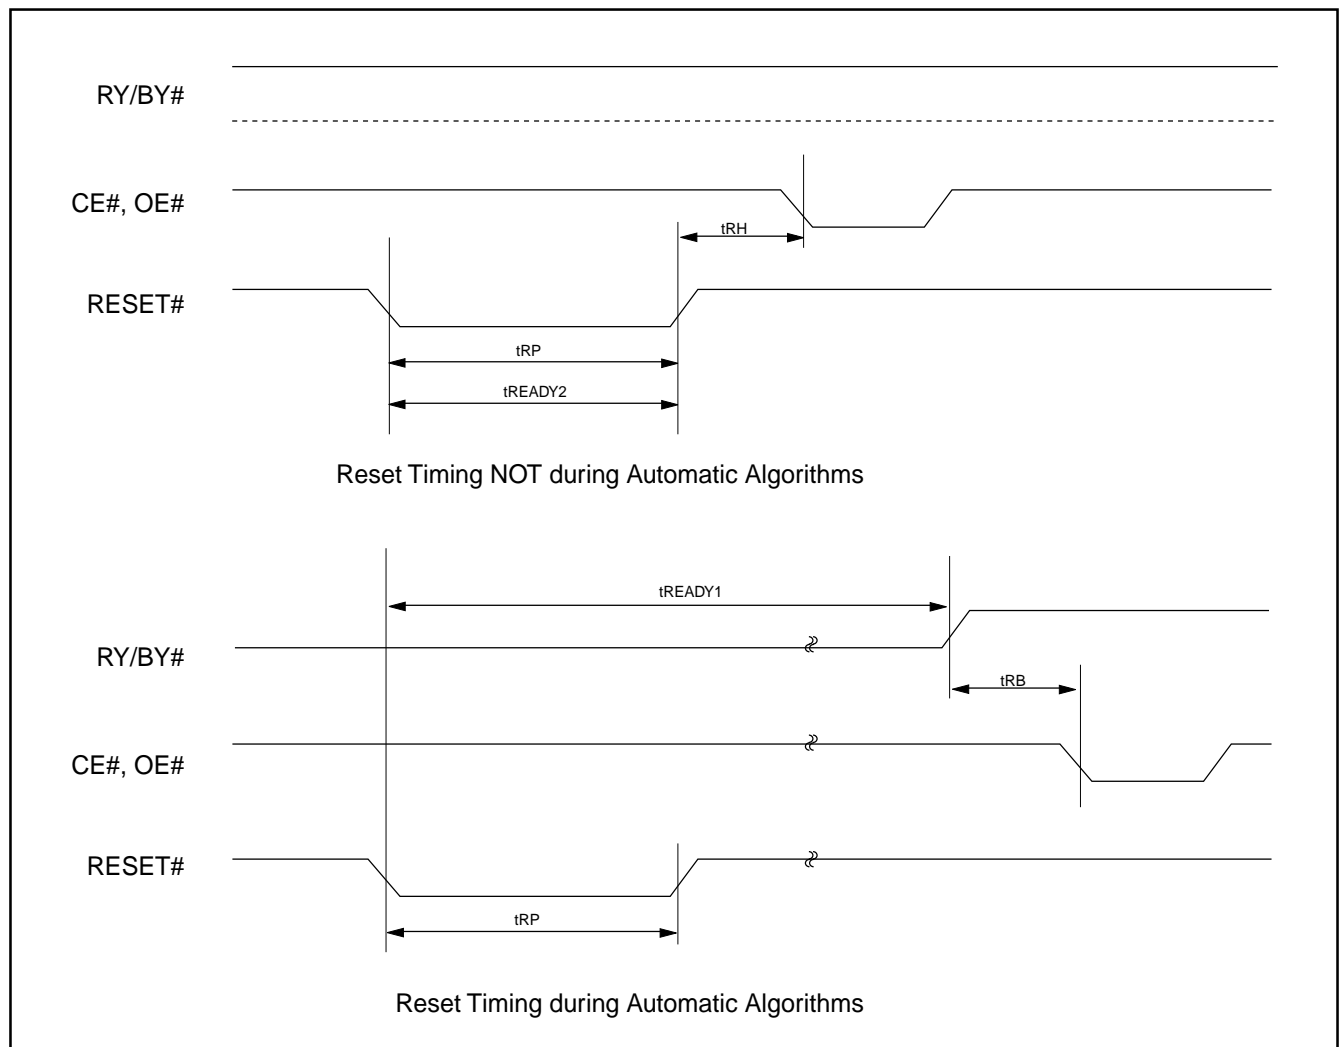 RY/BY#
CE#, OE#
tRH
RESET#
tRP
tREADY2
Reset Timing NOT during Automatic Algorithms
tREADY1
RY/BY#
tRB
CE#, OE#
RESET#
tRP
Reset Timing during Automatic Algorithms